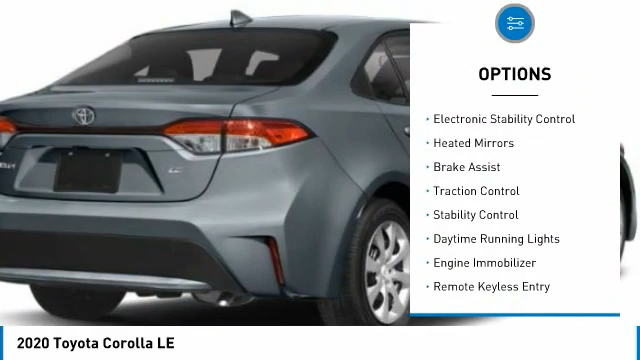 OPTIONS
· Electronic Stability Control
· Heated Mirrors
· Brake Assist
· Traction Control
· Stability Control
· Daytime Running Lights
· Engine Immobilizer
· Remote Keyless Entry
LE
2020 Toyota Corolla LE